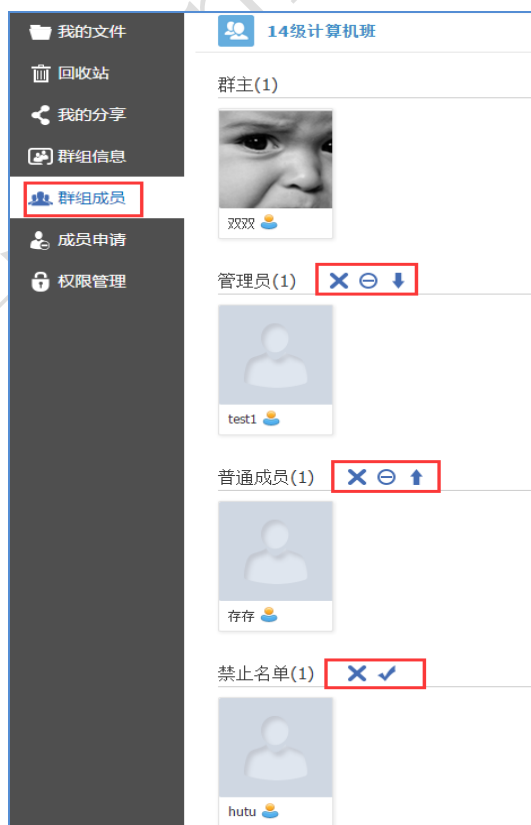 我的文件
回收站
我的分享
群组信息
群组成员
成员申请
权限管理
14级计算机班
群主(1)
双双
管理员(1)
test1
普通成员(1)
存存
禁止名单(1)
hutu